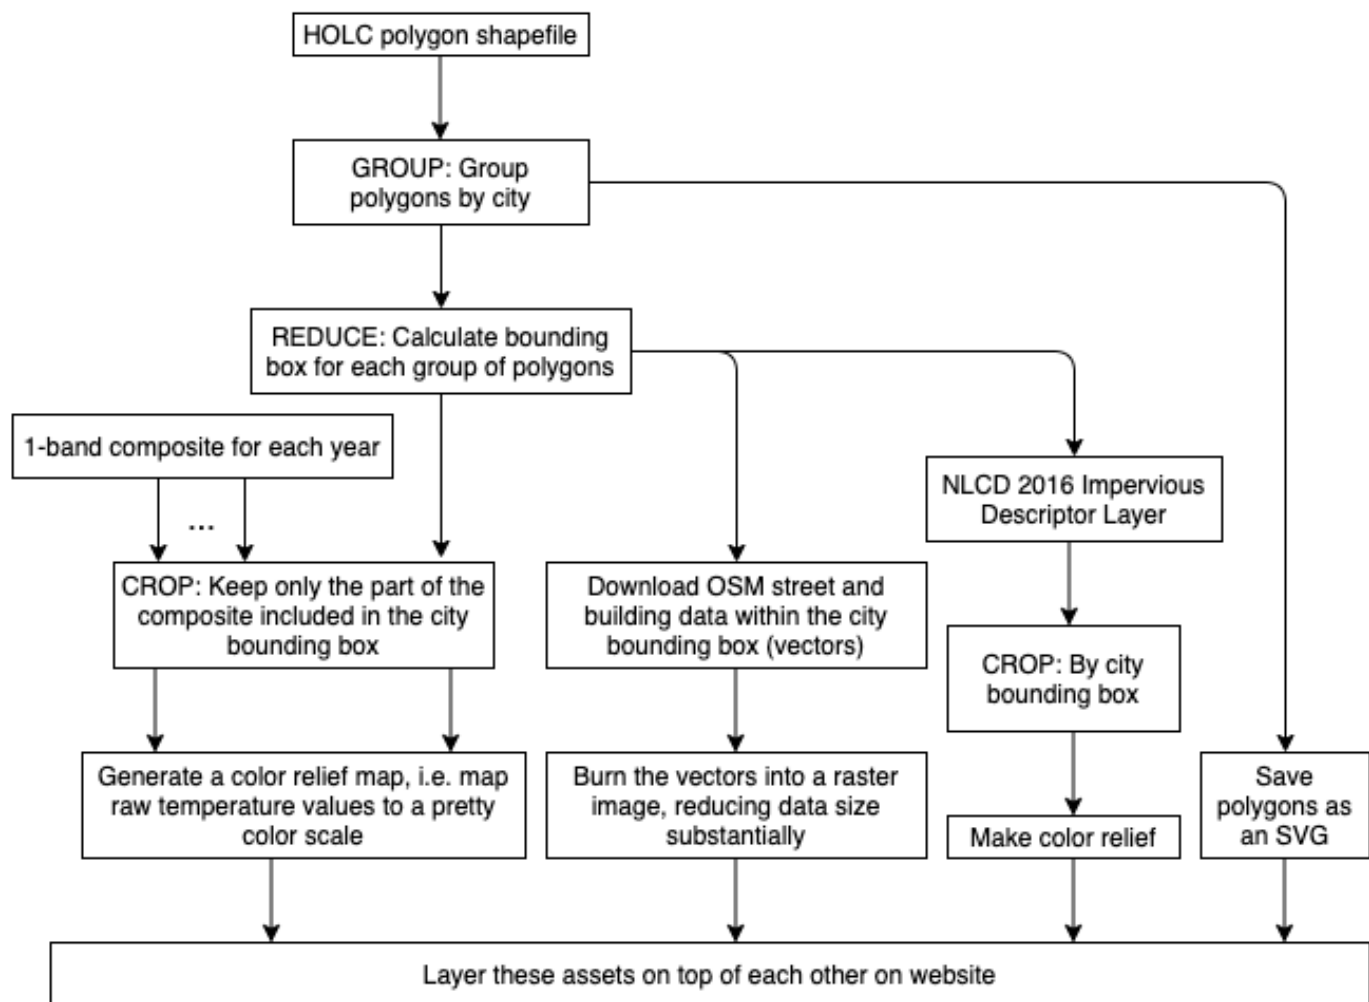 HOLC polygon shapefile
GROUP: Group
polygons by city
REDUCE: Calculate bounding
box for each group of polygons
1-band composite for each year
...
NLCD 2016 Impervious
Descriptor Layer
CROP: Keep only the part of the
composite included in the city
bounding box
Download OSM street and
building data within the city
bounding box (vectors)
CROP: By city
bounding box
Generate a color relief map, i.e. map
raw temperature values to a pretty
color scale
Burn the vectors into a raster
image, reducing data size
substantially
Make color relief
Save
polygons as
an SVG
Layer these assets on top of each other on website